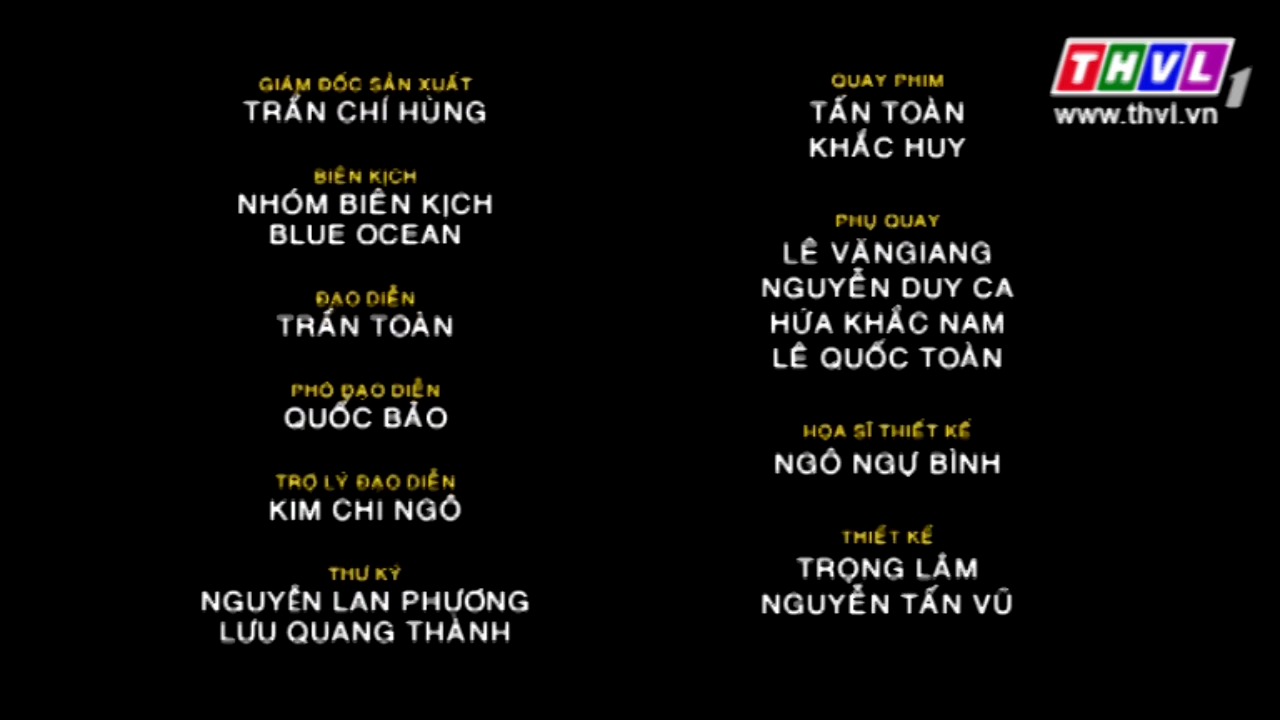 GIÁM ĐỐC SẢN XUẤT
TRẦN CHÍ HÙNG
BIÊN KỊCH
NHÓM BIÊN KỊCH
BLUE OCEAN
ĐẠO DIỄN
TRẦN TOÀN
PHÓ ĐẠO DIỄN
QUỐC BẢO
TRỢ LÝ ĐẠO DIỄN
KIM CHI NGÔ
THƯ KÝ
NGUYỄN LAN PHƯƠNG
LƯU QUANG THÀNH
QUAY PHIM
TẤN TOÀN
KHẮC HUY
PHỤ QUAY
LÊ VĂNGIANG
NGUYỄN DUY CA
HỨA KHẮC NAM
LÊ QUỐC TOÀN
HỌA SĨ THIẾT KẾ
NGÔ NGỰ BÌNH
THIẾT KẾ
TRỌNG LÂM
NGUYỄN TẤN VŨ
THVL1
www.thvl.vn